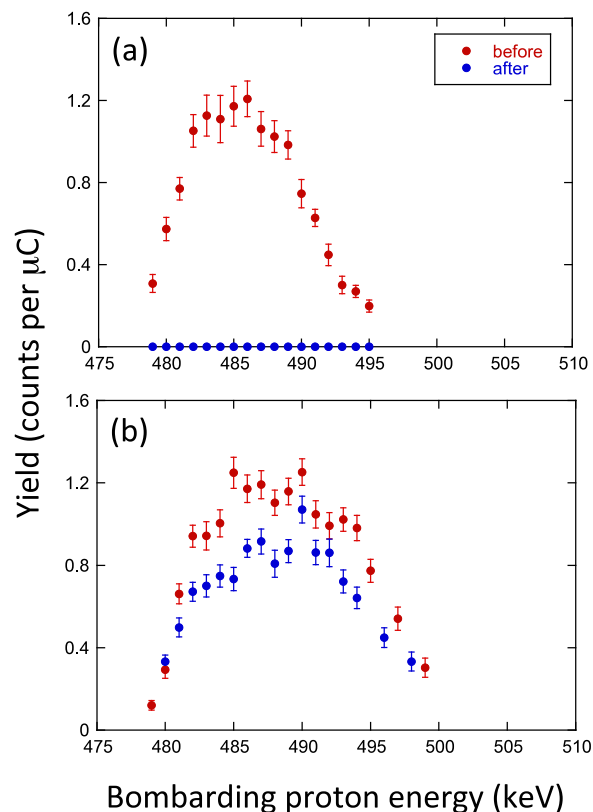 (a)
before
after
1.6
1.2
0.8
0.4
0
475 480 485 490 495 500 505 510
Yield (counts per μC)
(b)
1.6
1.2
0.8
0.4
0
475 480 485 490 495 500 505 510
Bombarding proton energy (keV)